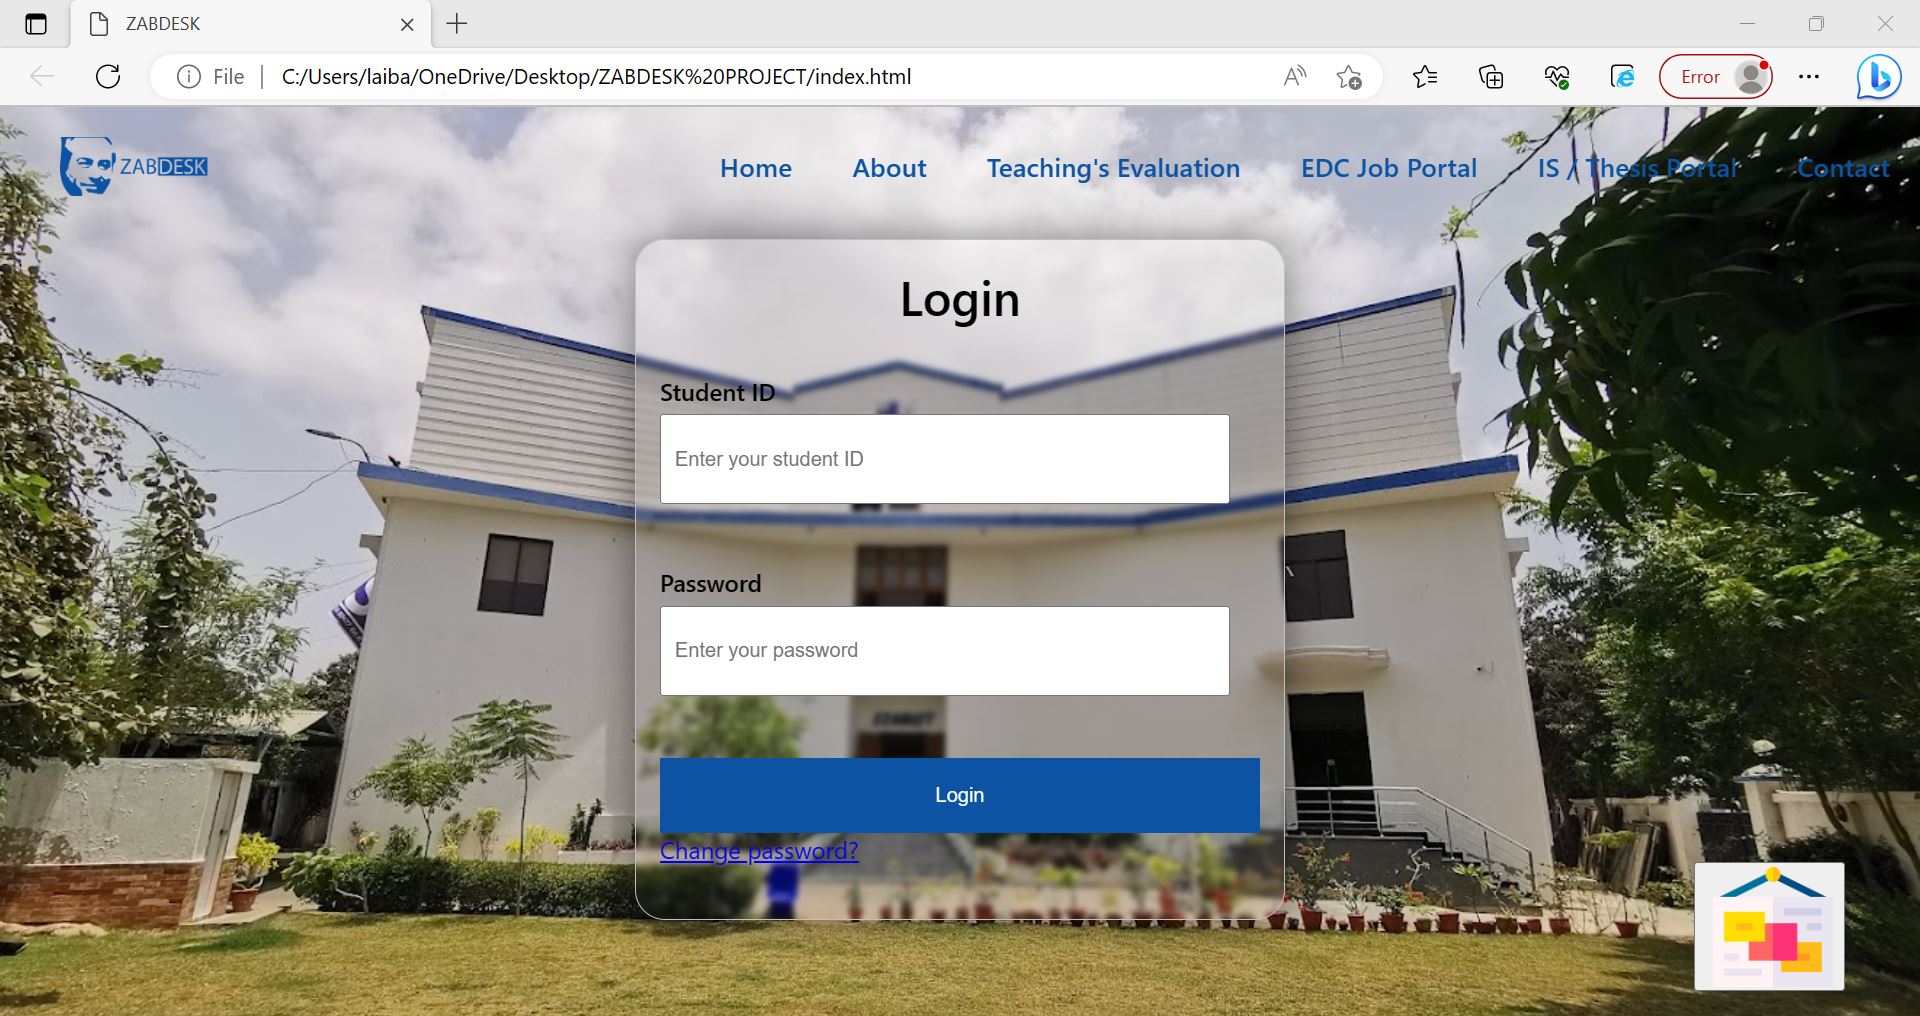 ZABDESK
File
C:/Users/laiba/OneDrive/Desktop/ZABDESK%20PROJECT/index.html
Error
ZABDESK
Home
About
Teaching's Evaluation
EDC Job Portal
IS / Thesis Portal
Contact
Login
Student ID
Enter your student ID
Password
Enter your password
SZABIST
Login
Change password?